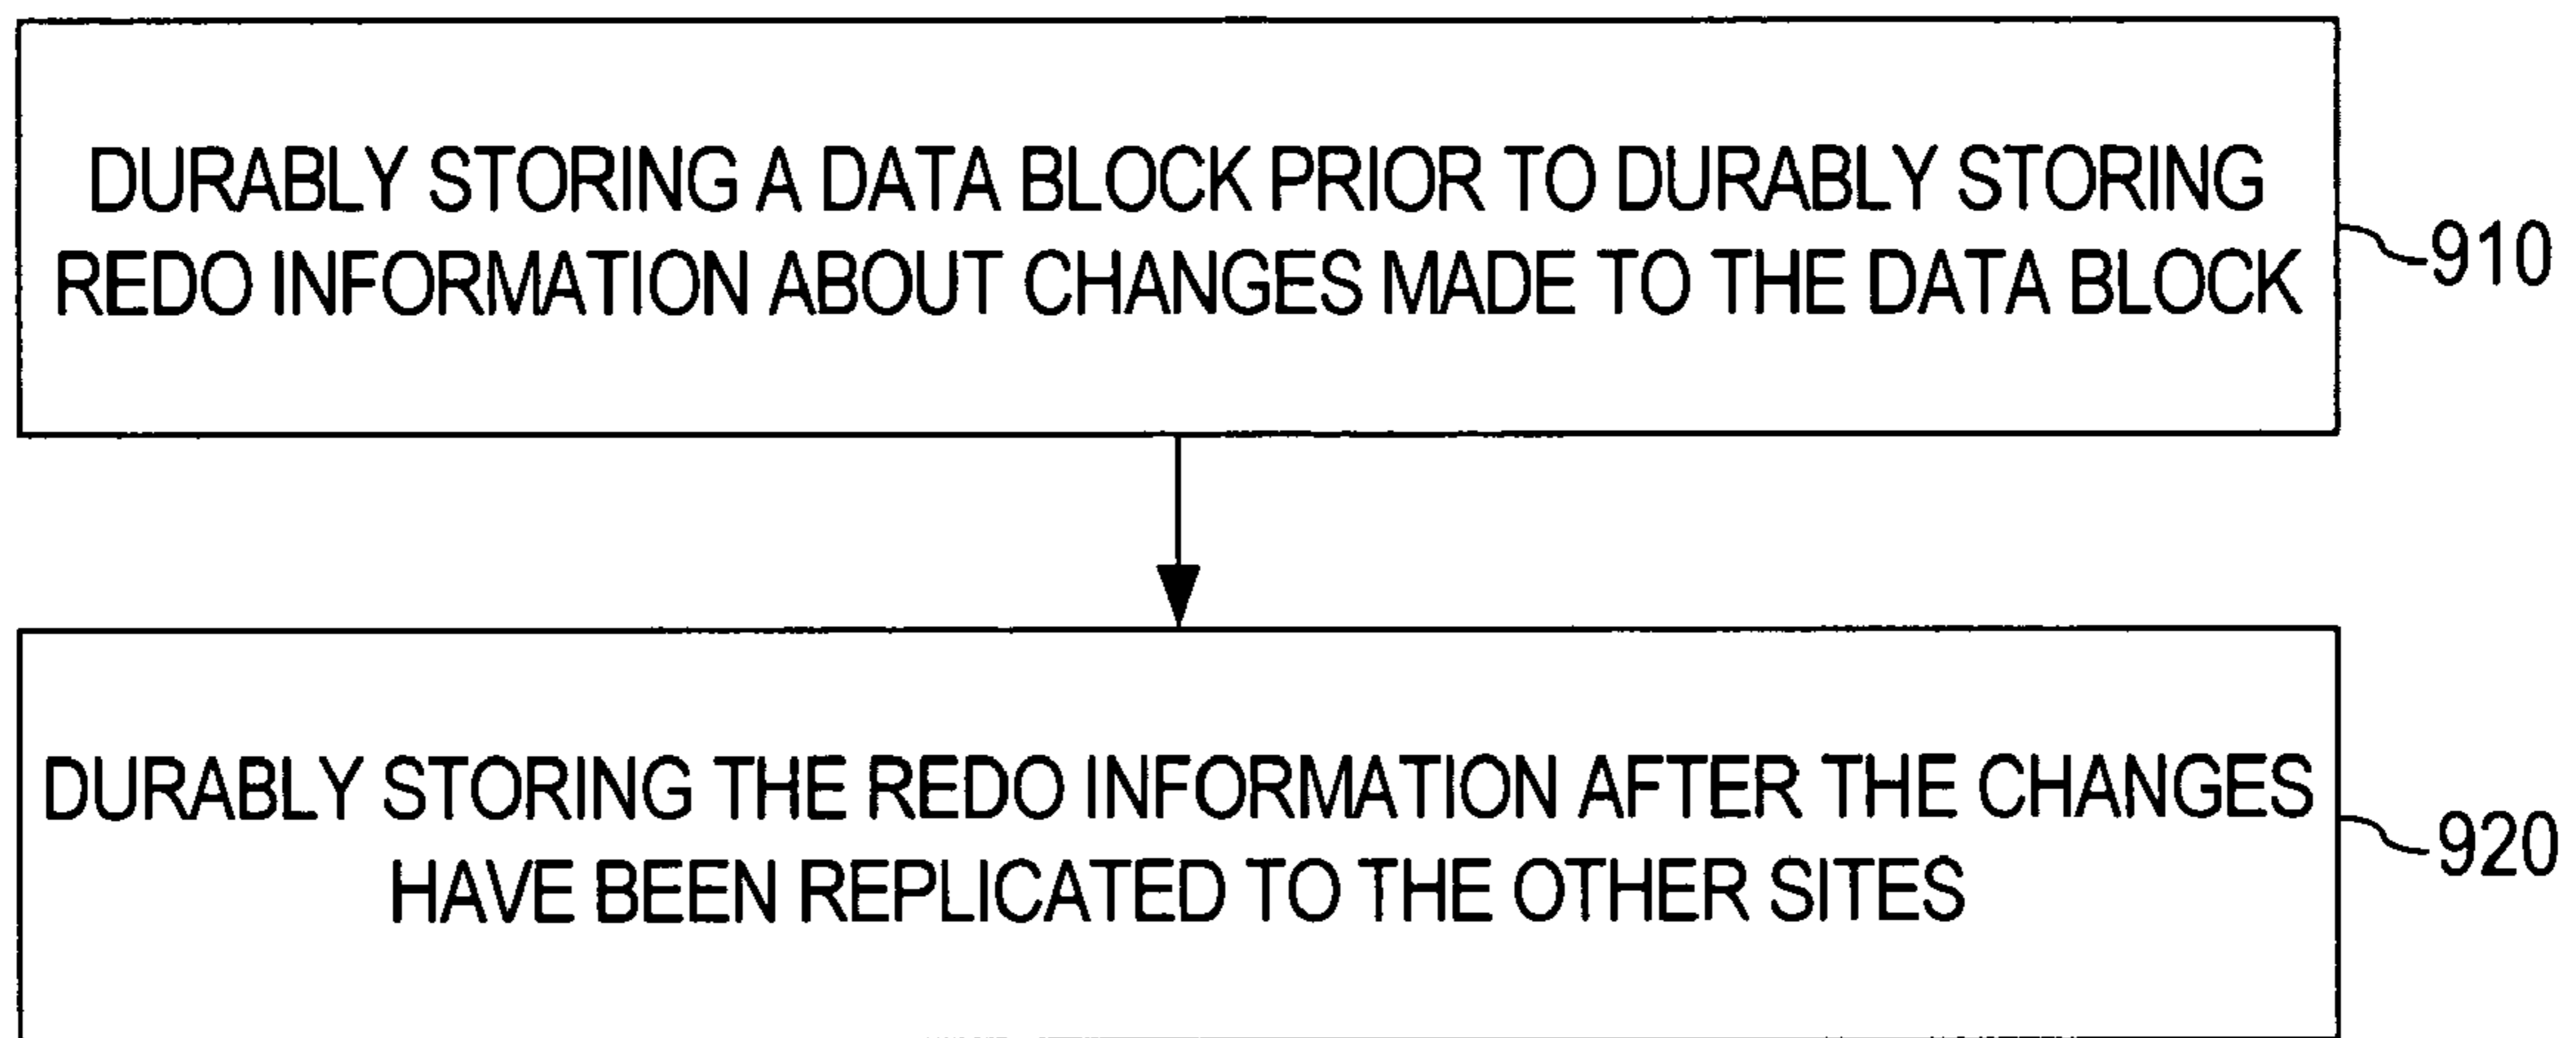 DURABLY STORING A DATA BLOCK PRIOR TO DURABLY STORING
REDO INFORMATION ABOUT CHANGES MADE TO THE DATA BLOCK
910
DURABLY STORING THE REDO INFORMATION AFTER THE CHANGES
HAVE BEEN REPLICATED TO THE OTHER SITES
920